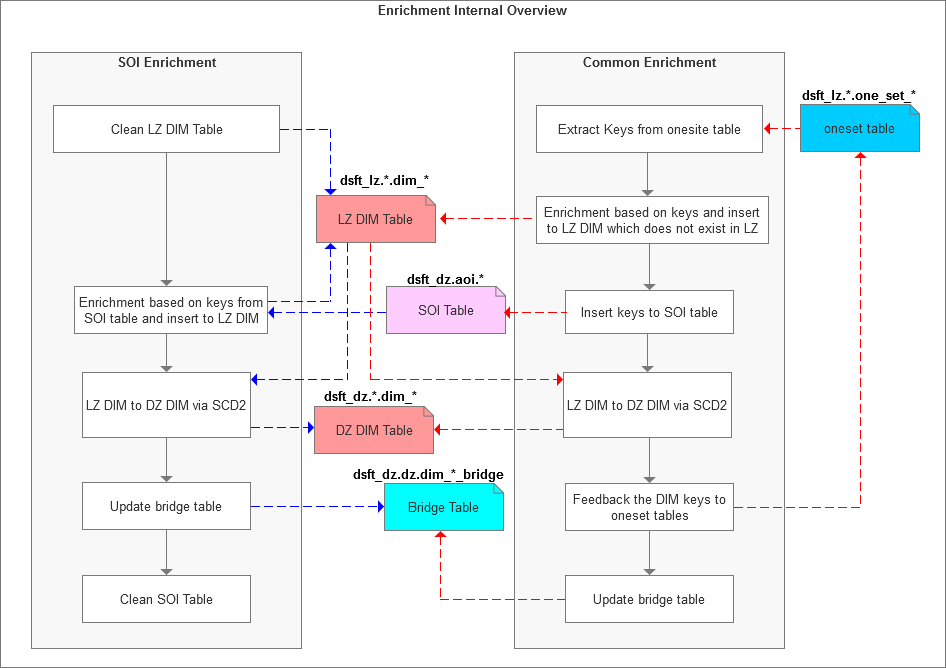 Enrichment Internal Overview
SOI Enrichment
Clean LZ DIM Table
Enrichment based on keys from
SOI table and insert to LZ DIM
LZ DIM to DZ DIM via SCD2
Update bridge table
Clean SOI Table
dsft_lz.*.dim_*
LZ DIM Table
dsft_dz.aoi.*
SOI Table
dsft_dz.*.dim_*
DZ DIM Table
dsft_dz.dz.dim_*_bridge
Bridge Table
Common Enrichment
Extract Keys from onesite table
Enrichment based on keys and insert
to LZ DIM which does not exist in LZ
Insert keys to SOI table
LZ DIM to DZ DIM via SCD2
Feedback the DIM keys to
oneset tables
Update bridge table
dsft_lz.*.one_set_*
oneset table